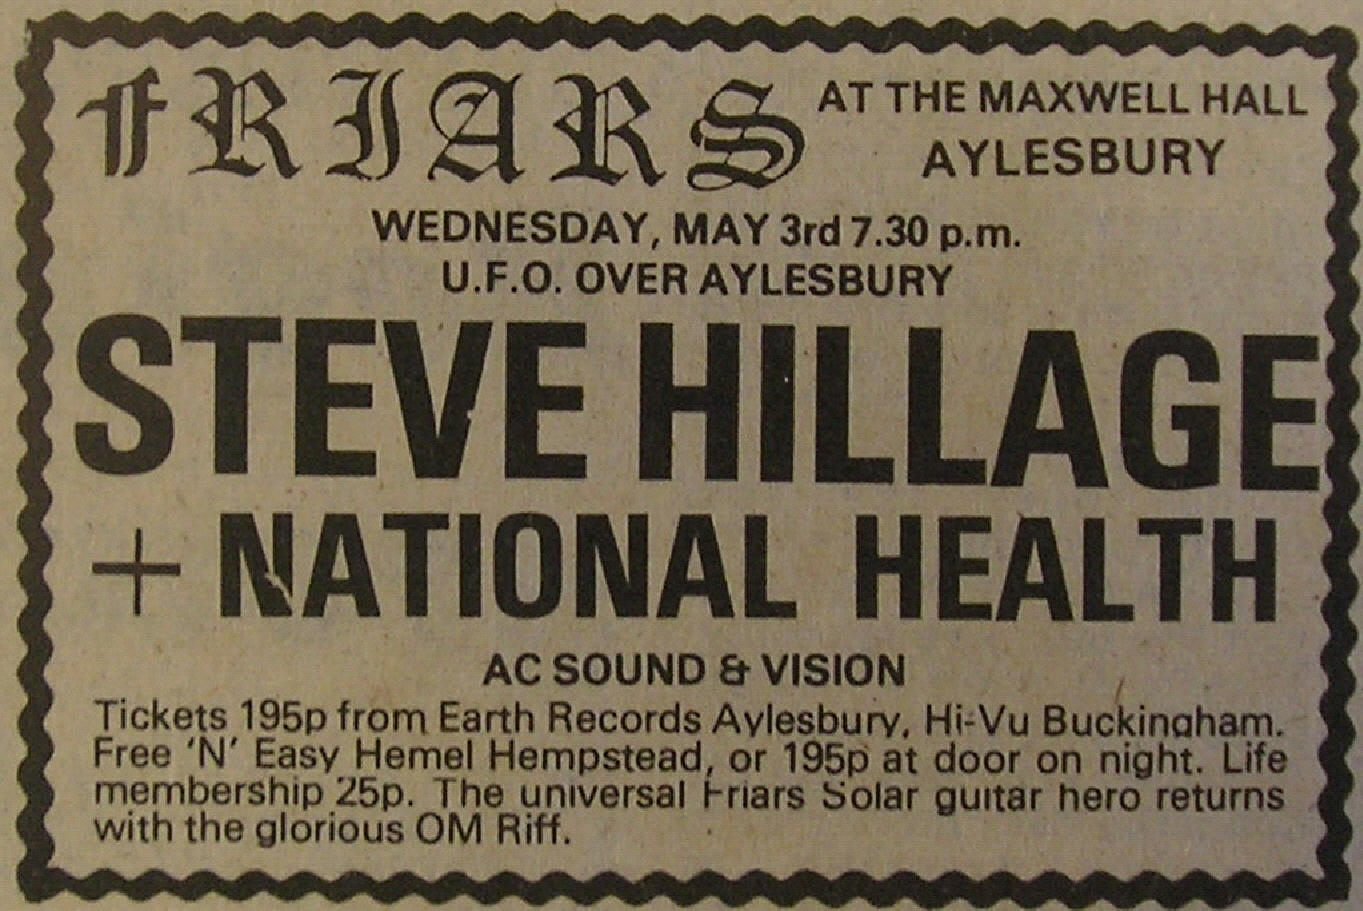 fRIARS AT THE MAXWELL HALL
AYLESBURY
WEDNESDAY, MAY 3rd 7.30 p.m.
U.F.O. OVER AYLESBURY
STEVE HILLAGE
+ NATIONAL HEALTH
AC SOUND & VISION
Tickets 195p from Earth Records Aylesbury, Hi-Vu Buckingham.
Free 'N' Easy Hemel Hempstead, or 195p at door on night. Life
membership 25p. The universal Friars Solar guitar hero returns
with the glorious OM Riff.